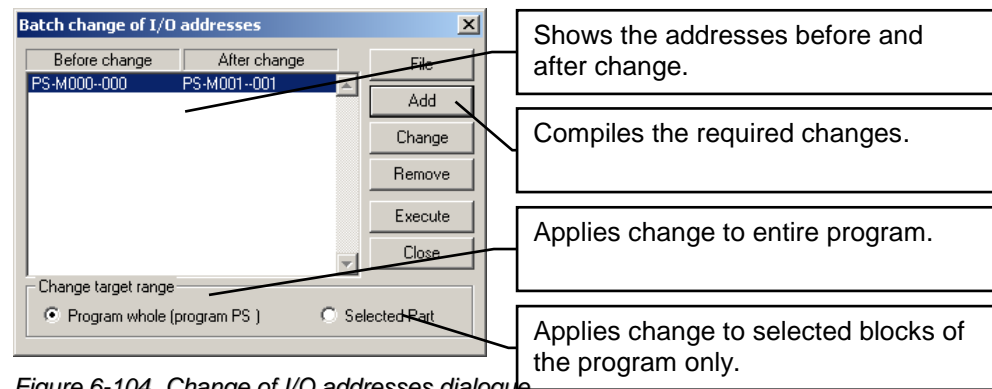 Batch change of I/O addresses
Before change After change
PS-M000--000 PS-M001--001
File
Add
Change
Remove
Execute
Close
Change target range
Program whole (program PS )
Selected Part
Shows the addresses before and
after change.
Compiles the required changes.
Applies change to entire program.
Applies change to selected blocks of
the program only.
Figure 6-104 Change of I/O addresses dialogue